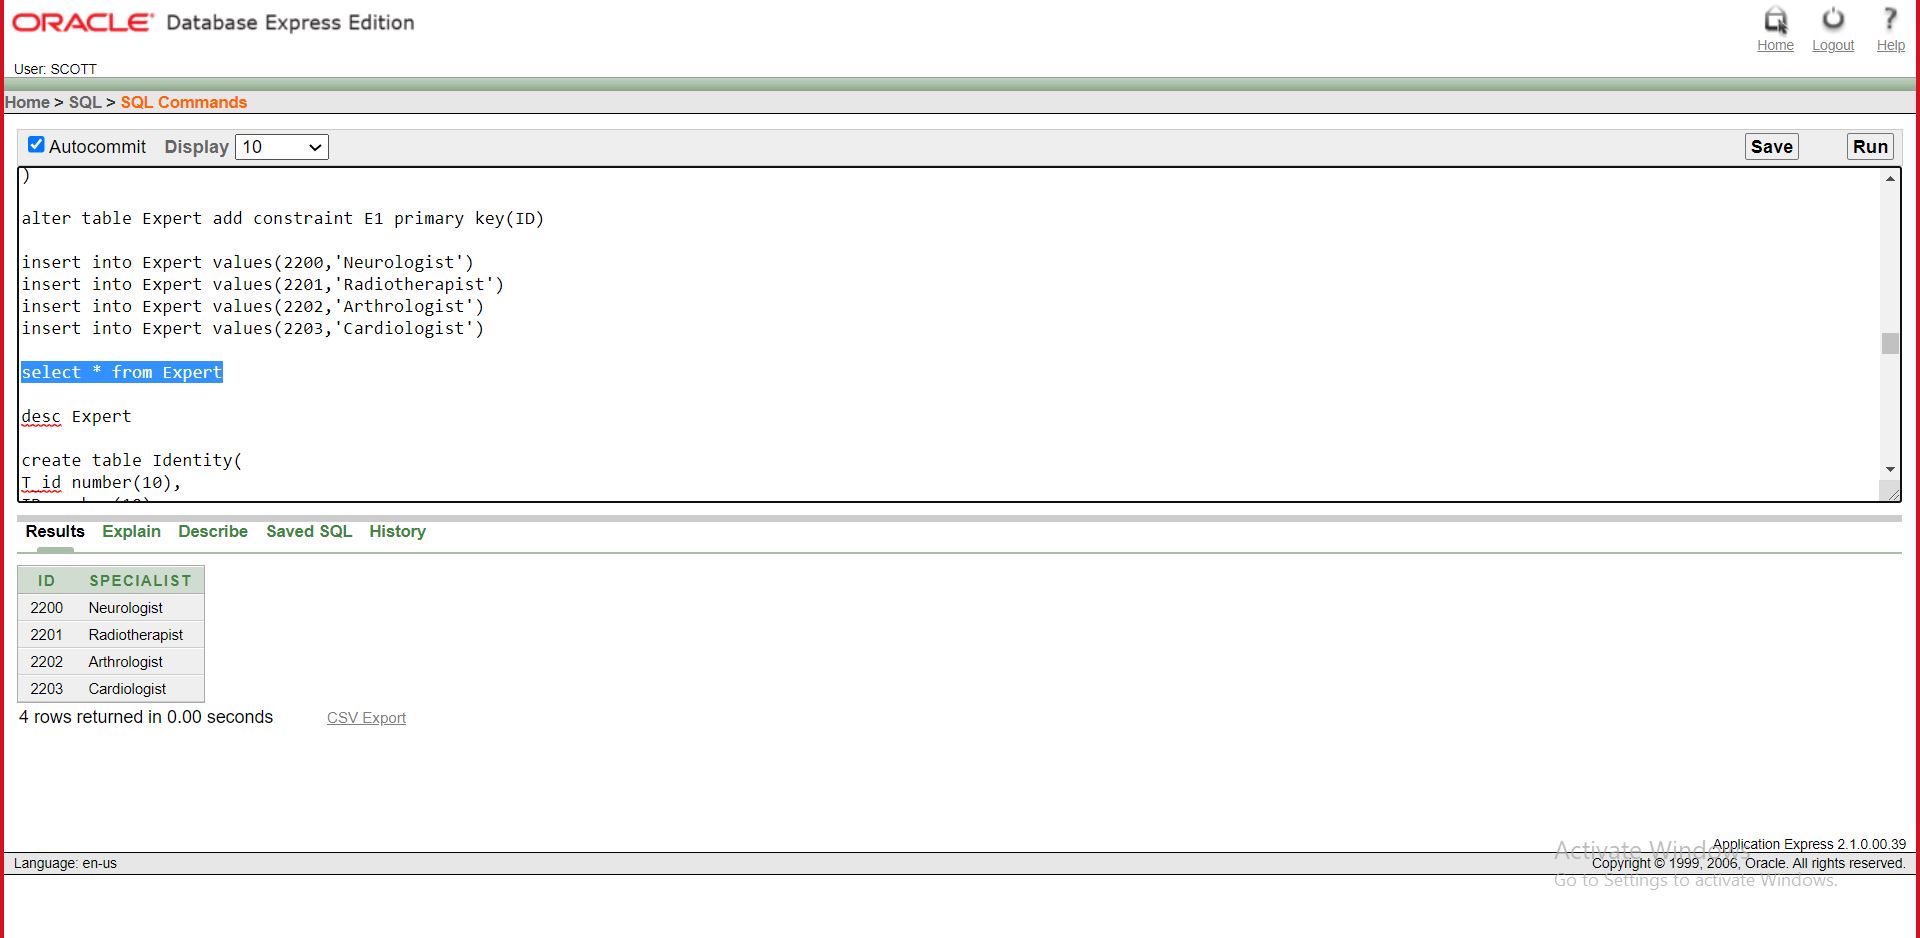 ORACLE Database Express Edition
Home Logout Help
User: SCOTT
Home > SQL > SQL Commands
Autocommit Display 10 Save Run
)
alter table Expert add constraint E1 primary key(ID)
insert into Expert values(2200,'Neurologist')
insert into Expert values(2201,'Radiotherapist')
insert into Expert values(2202,'Arthrologist')
insert into Expert values(2203,'Cardiologist')
select * from Expert
desc Expert
create table Identity(
T_id number(10),
Results Explain Describe Saved SQL History
ID SPECIALIST
2200 Neurologist
2201 Radiotherapist
2202 Arthrologist
2203 Cardiologist
4 rows returned in 0.00 seconds CSV Export
Application Express 2.1.0.00.39
Activate Windows
Language: en-us Copyright © 1999, 2006, Oracle. All rights reserved.
Go to Settings to activate Windows.